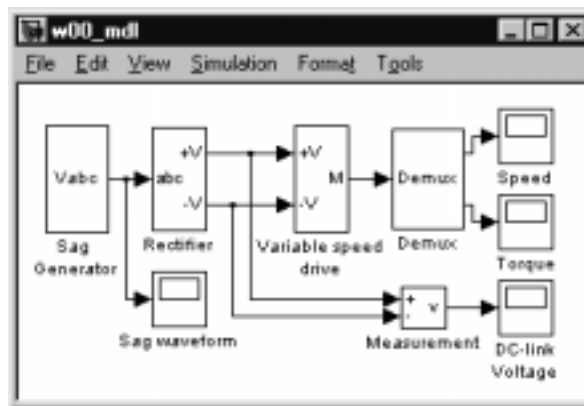 w00_mdl
File Edit View Simulation Format Tools
Vabc
abc
+V
-V
+V
-V
M
Demux
Speed
Sag Generator
Rectifier
Variable speed drive
Demux
Torque
Sag waveform
+
-
v
Measurement
DC-link Voltage